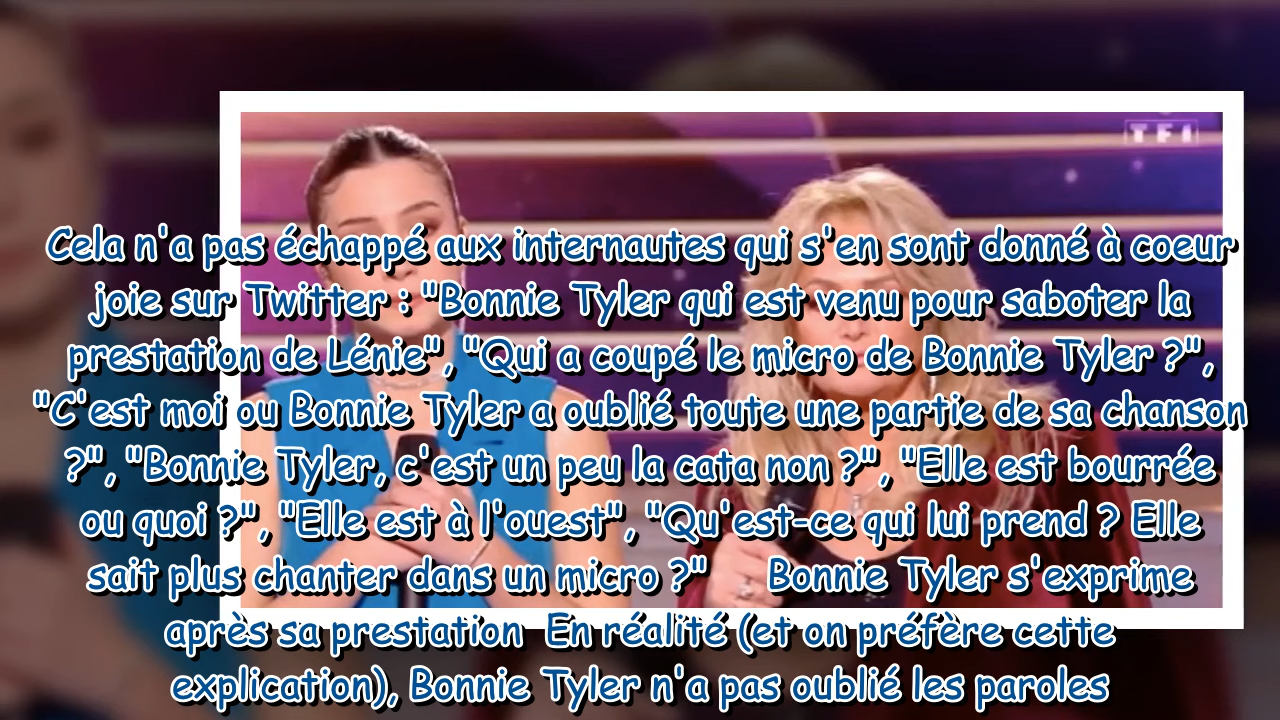 TF1
Cela n'a pas échappé aux internautes qui s'en sont donné à coeur
joie sur Twitter : "Bonnie Tyler qui est venu pour saboter la
prestation de Lénie", "Qui a coupé le micro de Bonnie Tyler ?",
"C'est moi ou Bonnie Tyler a oublié toute une partie de sa chanson
?", "Bonnie Tyler, c'est un peu la cata non ?", "Elle est bourrée
ou quoi ?", "Elle est à l'ouest", "Qu'est-ce qui lui prend ? Elle
sait plus chanter dans un micro ?" Bonnie Tyler s'exprime
après sa prestation En réalité (et on préfère cette
explication), Bonnie Tyler n'a pas oublié les paroles